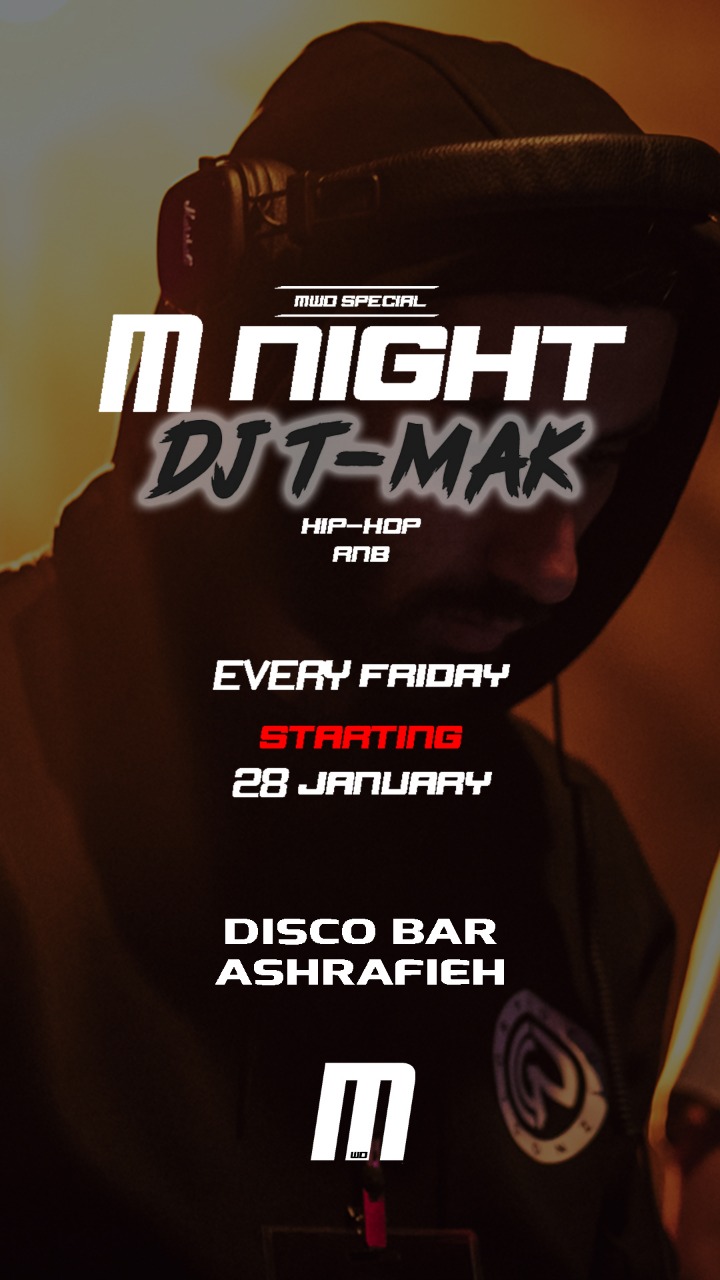 MWD SPECIAL
M NIGHT
DJ T-MAK
HIP-HOP
RNB
EVERY FRIDAY
STARTING
28 JANUARY
DISCO BAR
ASHRAFIEH
M
WD